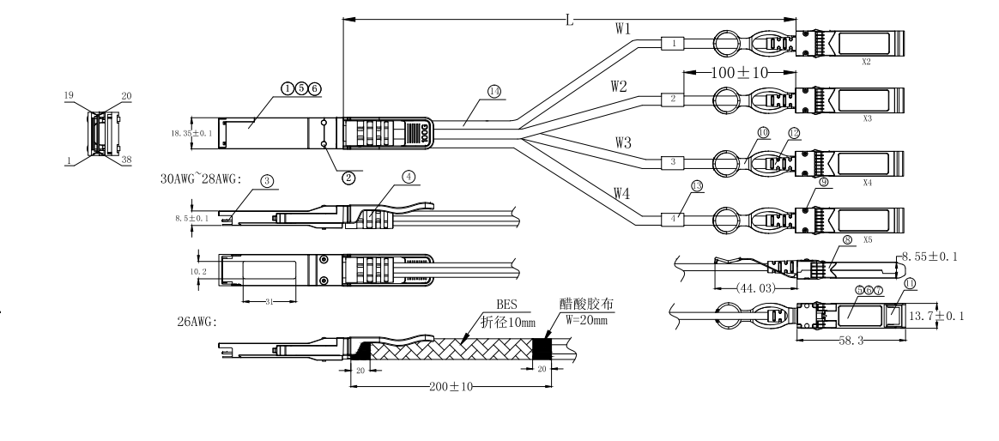 L
W1
1
X2
100±10
W2
2
X3
⑭
①⑤⑥
19
20
18.35±0.1
100G
W3
3
⑩
⑫
X4
1
38
②
30AWG~28AWG:
③
④
W4
⑬
4
⑨
X5
8.5±0.1
⑧
8.55±0.1
10.2
31
(44.03)
⑤⑥⑦
⑪
13.7±0.1
58.3
26AWG:
BES
折径10mm
醋酸胶布
W=20mm
20
20
200±10